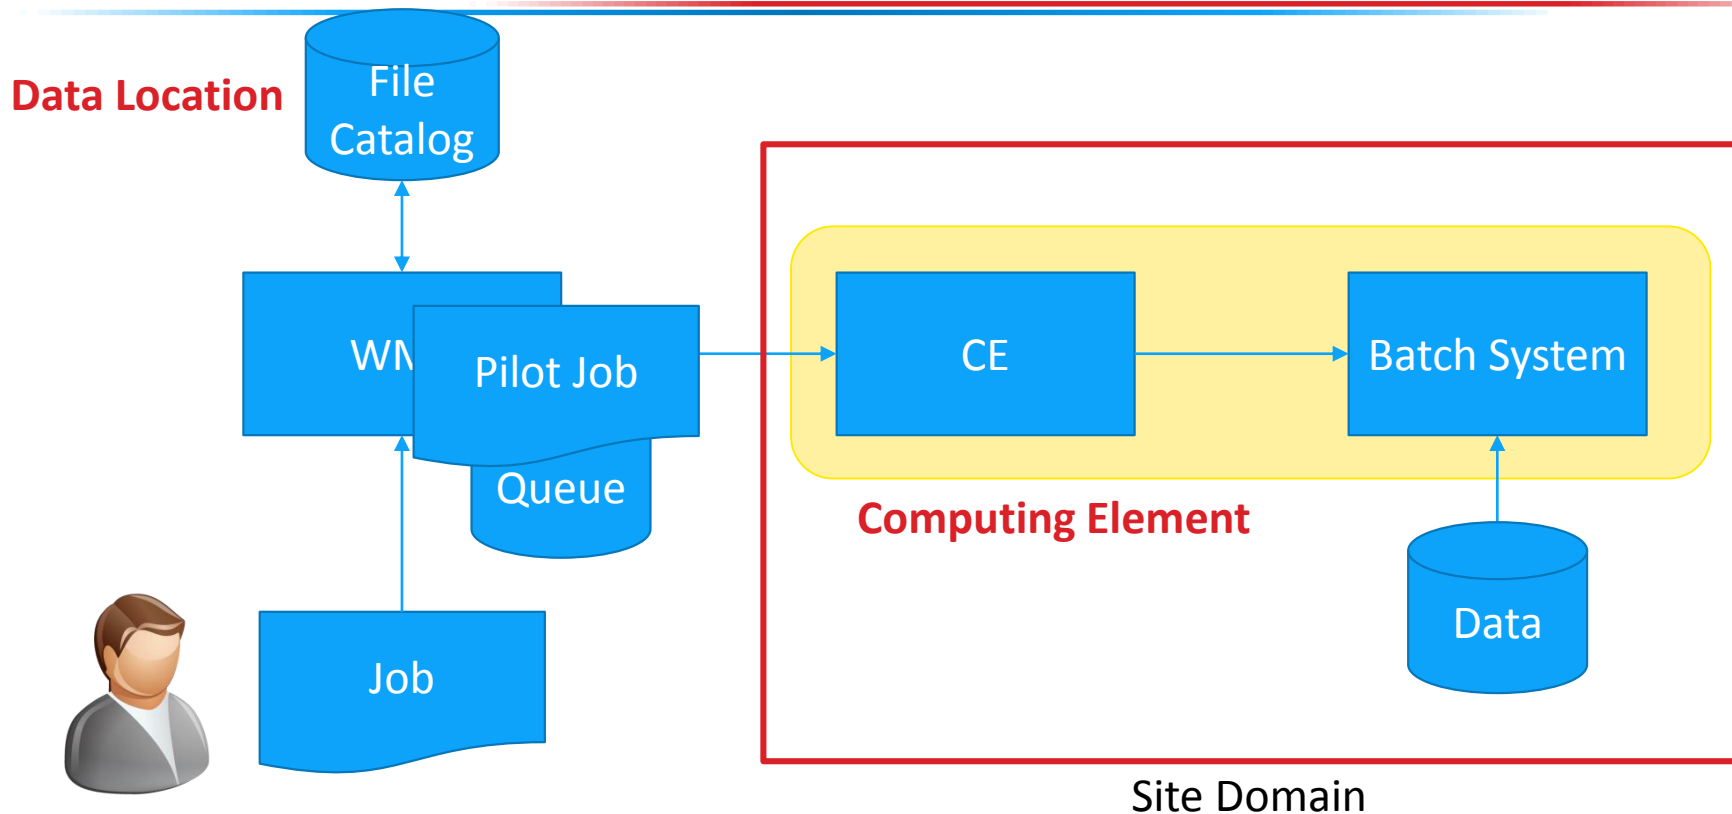 File
Catalog
Data Location
WM
Pilot Job
Queue
Job
CE
Batch System
Computing Element
Data
Site Domain